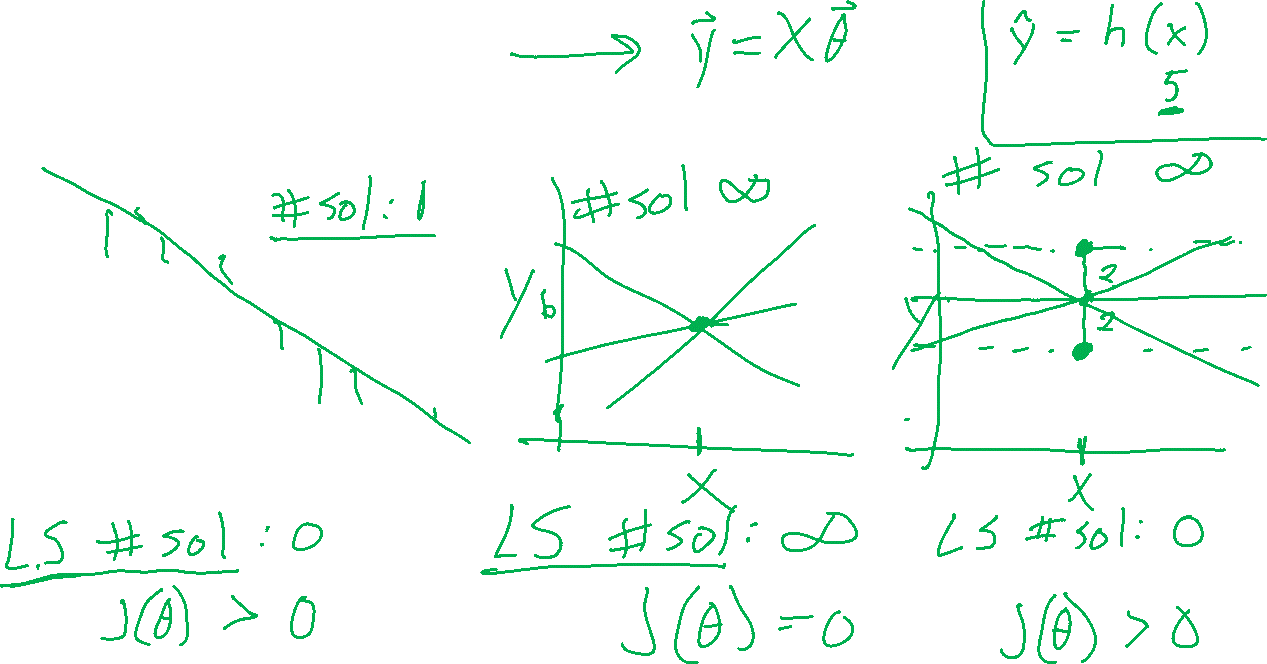 → y⃗ = Xθ⃗
ŷ = h(x)
5
# sol: 1
# sol ∞
# sol ∞
Y b
X
Y
2
2
X
LS # sol: 0
J(θ) > 0
LS # sol: ∞
J(θ) = 0
LS # sol: 0
J(θ) > 0